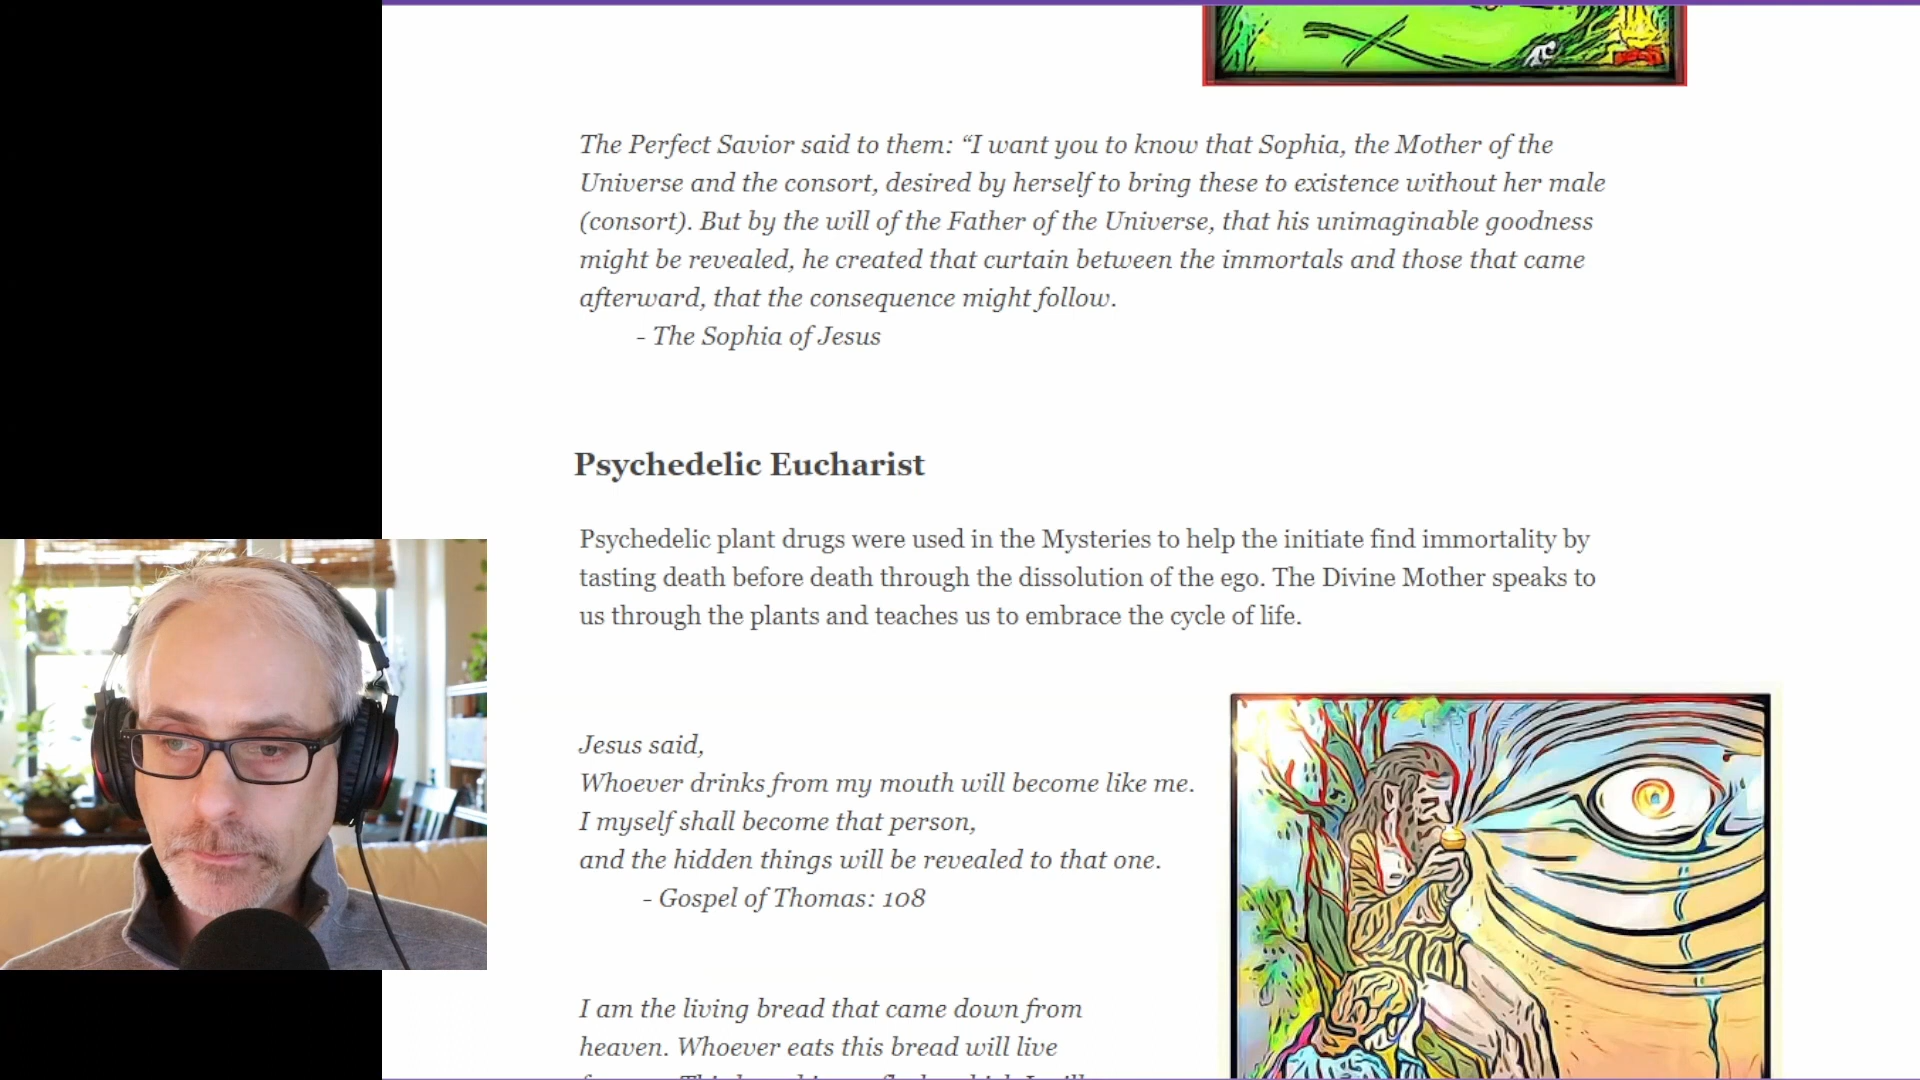 The Perfect Savior said to them: “I want you to know that Sophia, the Mother of the
Universe and the consort, desired by herself to bring these to existence without her male
(consort). But by the will of the Father of the Universe, that his unimaginable goodness
might be revealed, he created that curtain between the immortals and those that came
afterward, that the consequence might follow.
- The Sophia of Jesus
Psychedelic Eucharist
Psychedelic plant drugs were used in the Mysteries to help the initiate find immortality by
tasting death before death through the dissolution of the ego. The Divine Mother speaks to
us through the plants and teaches us to embrace the cycle of life.
Jesus said,
Whoever drinks from my mouth will become like me.
I myself shall become that person,
and the hidden things will be revealed to that one.
- Gospel of Thomas: 108
I am the living bread that came down from
heaven. Whoever eats this bread will live